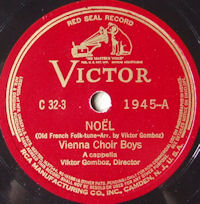 RED SEAL RECORD
"HIS MASTER'S VOICE"
VICTOR
C 32-3
1945-A
NOËL
(Old French Folk-tune—Arr. by Viktor Gomboz)
Vienna Choir Boys
A cappella
Viktor Gomboz, Director
RCA MANUFACTURING CO., INC., CAMDEN, N. J., U. S. A.